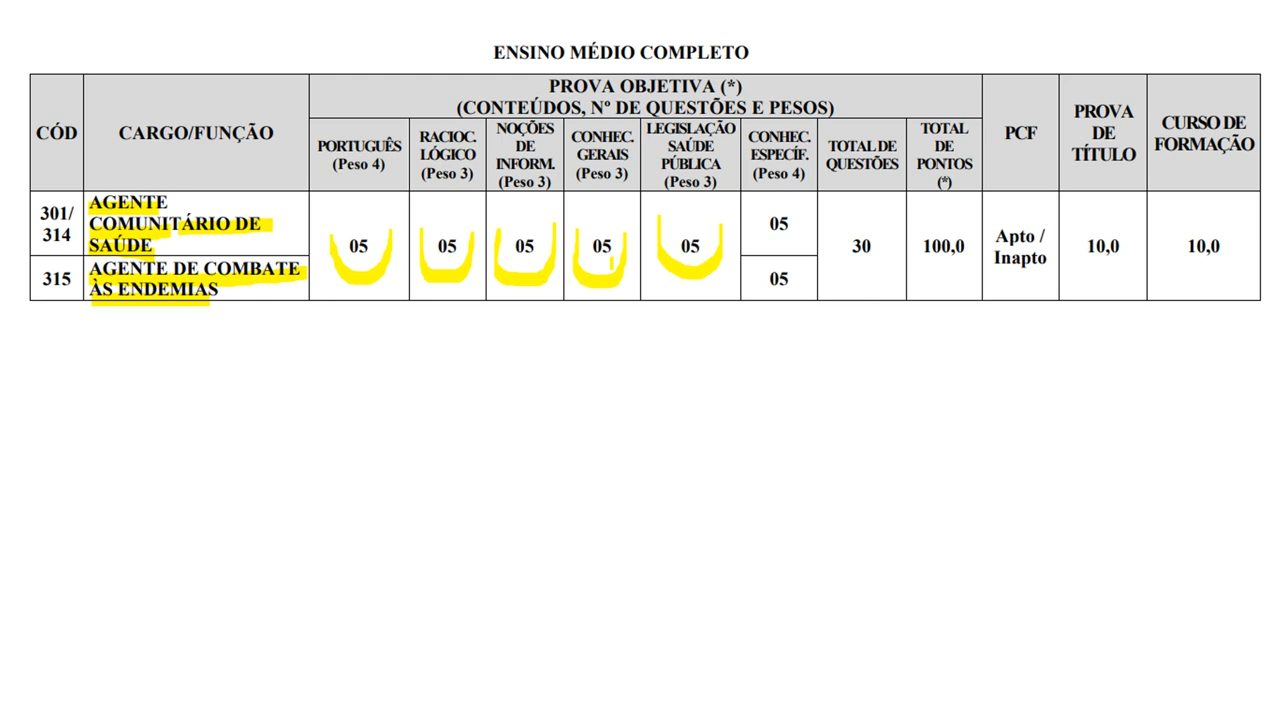 ENSINO MÉDIO COMPLETO
CÓD
CARGO/FUNÇÃO
PROVA OBJETIVA (*)
(CONTEÚDOS, Nº DE QUESTÕES E PESOS)
PORTUGUÊS
(Peso 4)
RACIOC.
LÓGICO
(Peso 3)
NOÇÕES
DE
INFORM.
(Peso 3)
CONHEC.
GERAIS
(Peso 3)
LEGISLAÇÃO
SAÚDE
PÚBLICA
(Peso 3)
CONHEC.
ESPECÍF.
(Peso 4)
TOTAL DE
QUESTÕES
TOTAL
DE
PONTOS
(*)
PCF
PROVA
DE
TÍTULO
CURSO DE
FORMAÇÃO
301/
314
AGENTE
COMUNITÁRIO DE
SAÚDE
05
05
05
05
05
05
30
100,0
Apto /
Inapto
10,0
10,0
315
AGENTE DE COMBATE
ÀS ENDEMIAS
05